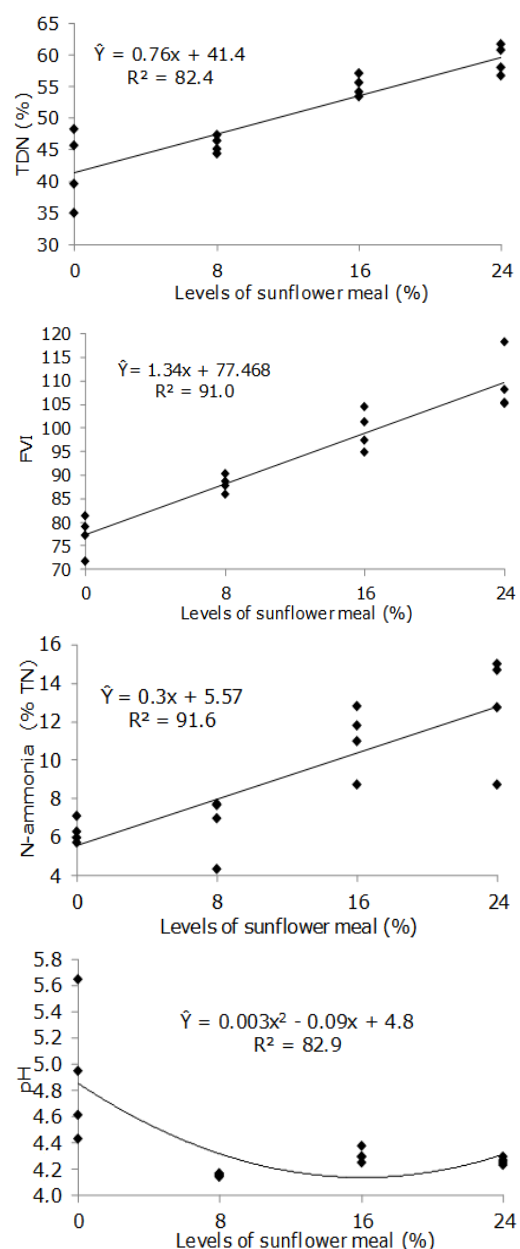 65
60
55
50
45
40
35
30
TDN (%)
Ŷ = 0.76x + 41.4
R² = 82.4
0 8 16 24
Levels of sunflower meal (%)
120
115
110
105
100
95
90
85
80
75
70
FVI
Ŷ= 1.34x + 77.468
R² = 91.0
0 8 16 24
Levels of sunflower meal (%)
16
14
12
10
8
6
4
N-ammonia (% TN)
Ŷ = 0.3x + 5.57
R² = 91.6
0 8 16 24
Levels of sunflower meal (%)
5.8
5.6
5.4
5.2
5.0
4.8
4.6
4.4
4.2
4.0
pH
Ŷ = 0.003x² - 0.09x + 4.8
R² = 82.9
0 8 16 24
Levels of sunflower meal (%)